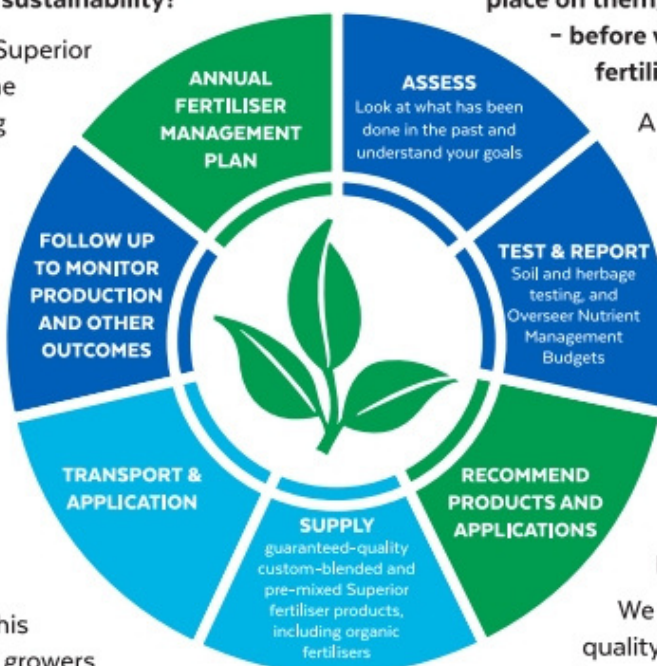 sustainability?
place on them
Superior
– before
fertili
ANNUAL
FERTILISER
MANAGEMENT
PLAN
ASSESS
Look at what has been
done in the past and
understand your goals
A
TEST & REPORT
Soil and herbage
testing, and
Overseer Nutrient
Management
Budgets
FOLLOW UP
TO MONITOR
PRODUCTION
AND OTHER
OUTCOMES
RECOMMEND
PRODUCTS AND
APPLICATIONS
TRANSPORT &
APPLICATION
SUPPLY
guaranteed-quality
custom-blended and
pre-mixed Superior
fertiliser products,
including organic
fertilisers
We
quality
growers